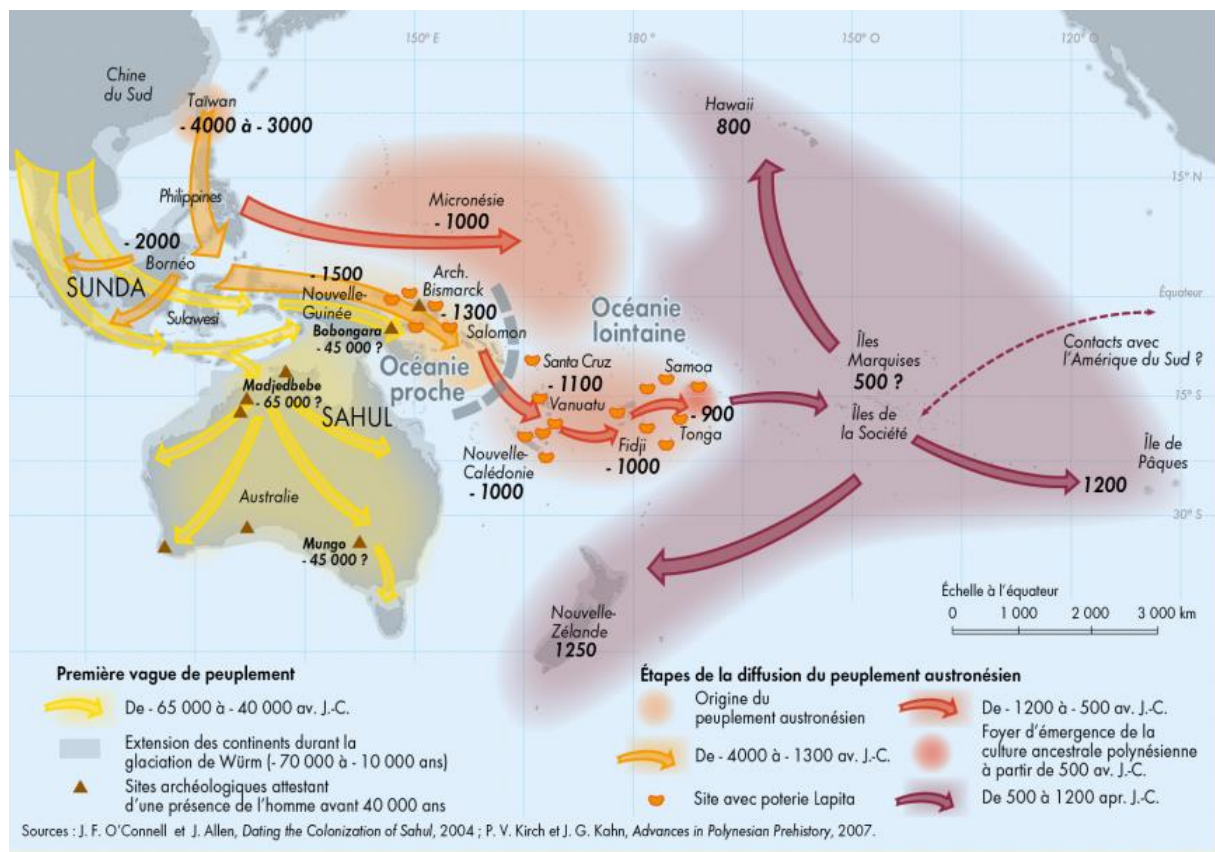 150° E
180°
150° O
120° O
Chine
du Sud
Taïwan
- 4000 à - 3000
Hawaii
800
15° N
Philippines
Micronésie
- 1000
- 2000
Bornéo
SUNDA
- 1500
Arch.
Bismarck
- 1300
Nouvelle-
Guinée
Équateur
Sulawesi
Bobongara
- 45 000 ?
Salomon
Océanie
lointaine
Océanie
proche
Îles
Marquises
500 ?
Contacts avec
l'Amérique du Sud ?
Santa Cruz
- 1100
Samoa
Madjedbebe
- 65 000 ?
SAHUL
Vanuatu
- 900
15° S
Îles de
la Société
Tonga
Fidji
- 1000
Nouvelle-
Calédonie
- 1000
Île de
Pâques
1200
Australie
30° S
Mungo
- 45 000 ?
Nouvelle-
Zélande
1250
Échelle à l'équateur
0 1 000 2 000 3 000 km
Première vague de peuplement
De - 65 000 à - 40 000 av. J.-C.
Extension des continents durant la
glaciation de Würm (- 70 000 à - 10 000 ans)
Sites archéologiques attestant
d'une présence de l'homme avant 40 000 ans
Étapes de la diffusion du peuplement austronésien
Origine du
peuplement austronésien
De - 4000 à - 1300 av. J.-C.
Site avec poterie Lapita
De - 1200 à - 500 av. J.-C.
Foyer d'émergence de la
culture ancestrale polynésienne
à partir de 500 av. J.-C.
De 500 à 1200 apr. J.-C.
Sources : J. F. O'Connell et J. Allen, Dating the Colonization of Sahul, 2004 ; P. V. Kirch et J. G. Kahn, Advances in Polynesian Prehistory, 2007.